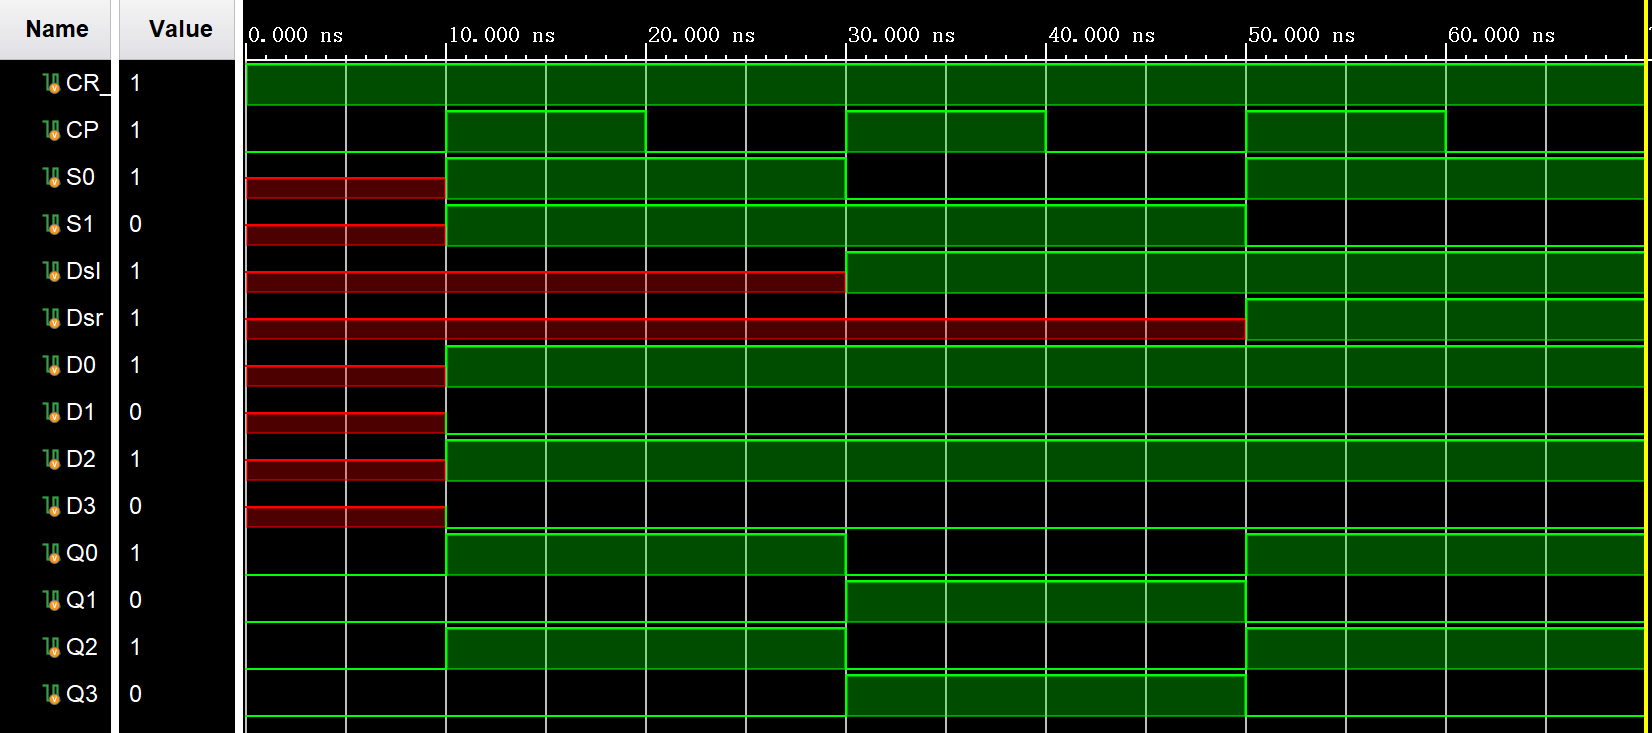 Name Value 0.000 ns 10.000 ns 20.000 ns 30.000 ns 40.000 ns 50.000 ns 60.000 ns
CR_ 1
CP 1
S0 1
S1 0
Dsl 1
Dsr 1
D0 1
D1 0
D2 1
D3 0
Q0 1
Q1 0
Q2 1
Q3 0